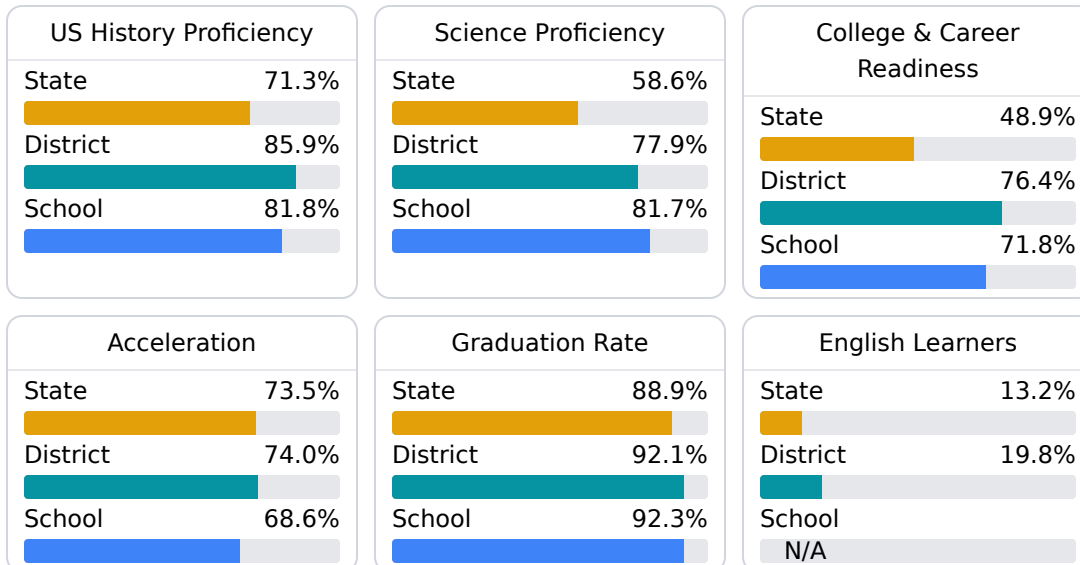 US History Proficiency
State 71.3%
District 85.9%
School 81.8%
Science Proficiency
State 58.6%
District 77.9%
School 81.7%
College & Career
Readiness
State 48.9%
District 76.4%
School 71.8%
Acceleration
State 73.5%
District 74.0%
School 68.6%
Graduation Rate
State 88.9%
District 92.1%
School 92.3%
English Learners
State 13.2%
District 19.8%
School
N/A